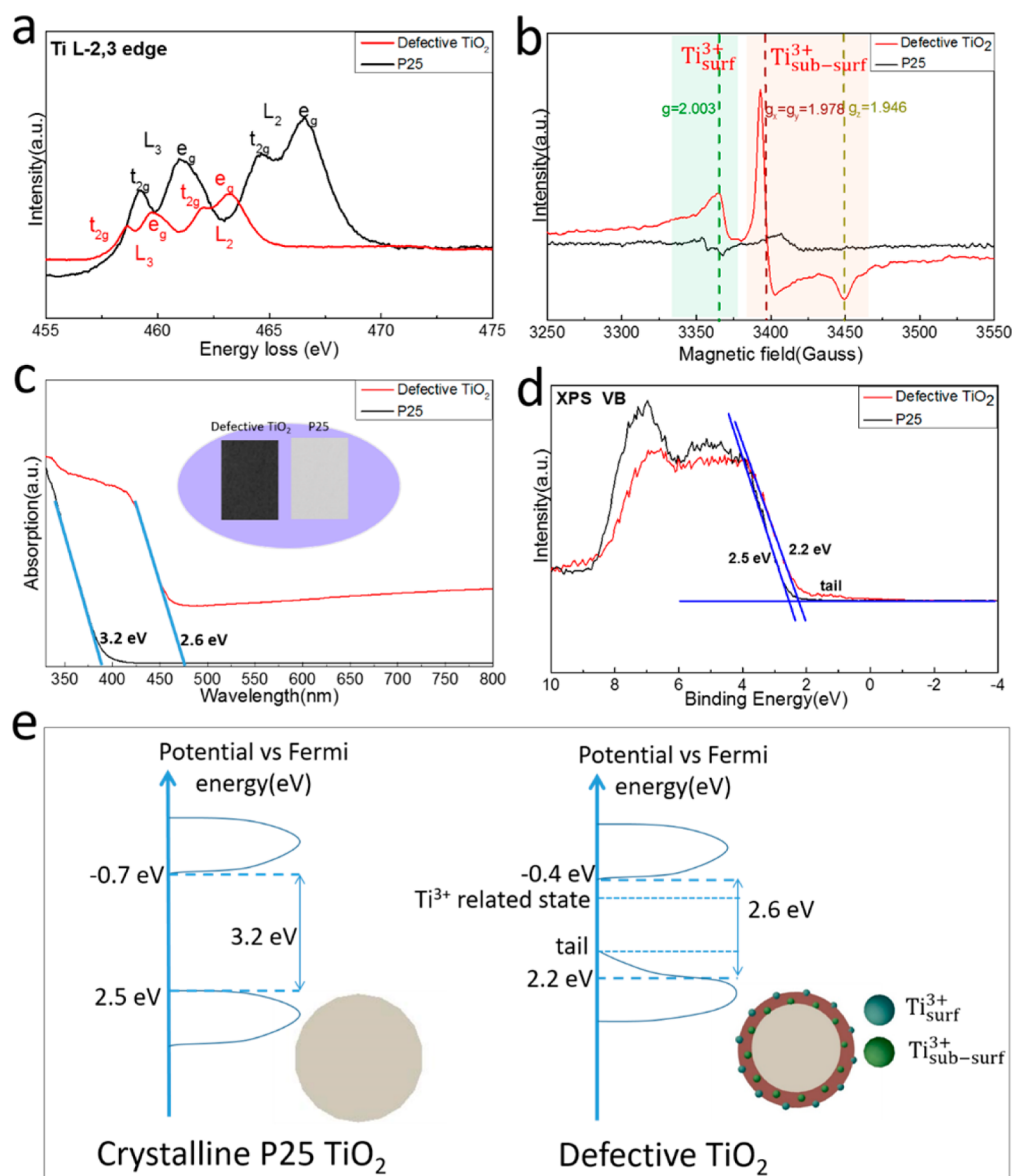 a
Ti L-2,3 edge
Defective TiO2
P25
L3
eg
t2g
L2
t2g
eg
t2g
L3
eg
t2g
L2
eg
Intensity(a.u.)
455 460 465 470 475
Energy loss (eV)
b
Ti3+surf
Ti3+sub-surf
Defective TiO2
P25
g=2.003
gx=gy=1.978
gz=1.946
Intensity(a.u.)
3250 3300 3350 3400 3450 3500 3550
Magnetic field(Gauss)
c
Defective TiO2
P25
Defective TiO2 P25
3.2 eV
2.6 eV
Absorption(a.u.)
350 400 450 500 550 600 650 700 750 800
Wavelength(nm)
d
XPS VB
Defective TiO2
P25
2.5 eV
2.2 eV
tail
Intensity(a.u.)
10 8 6 4 2 0 -2 -4
Binding Energy(eV)
e
Potential vs Fermi
energy(eV)
-0.7 eV
3.2 eV
2.5 eV
Crystalline P25 TiO2
Potential vs Fermi
energy(eV)
-0.4 eV
Ti3+ related state
2.6 eV
tail
2.2 eV
Ti3+surf
Ti3+sub-surf
Defective TiO2